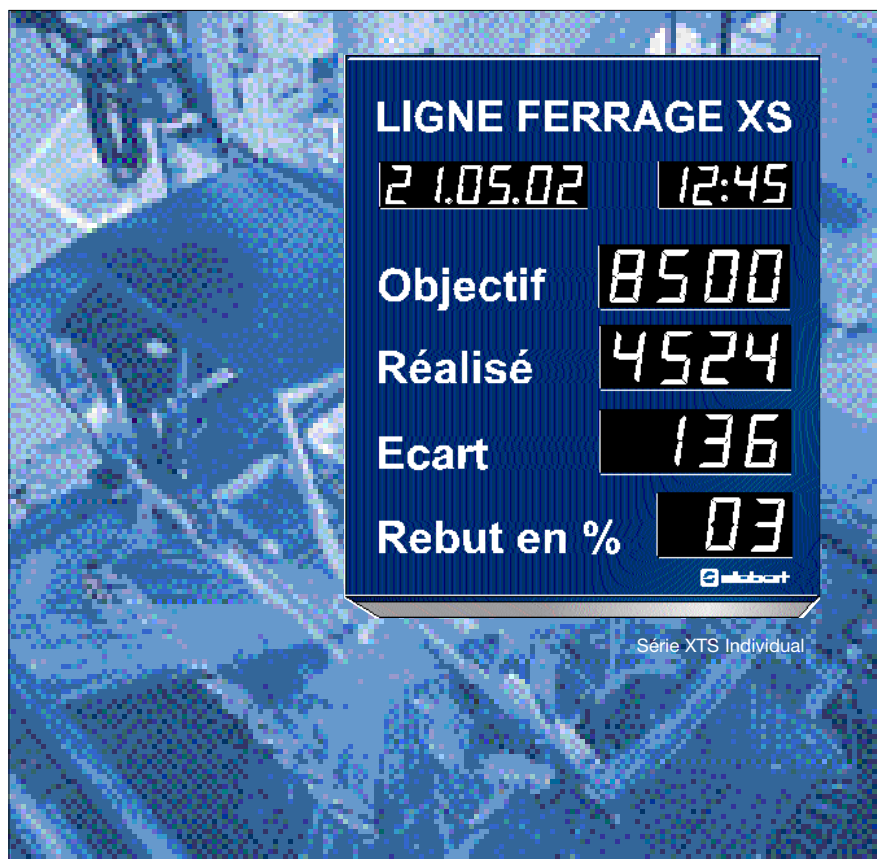 LIGNE FERRAGE XS
21.05.02 12:45
Objectif 8500
Réalisé 4524
Ecart 136
Rebut en % 03
Série XTS Individual